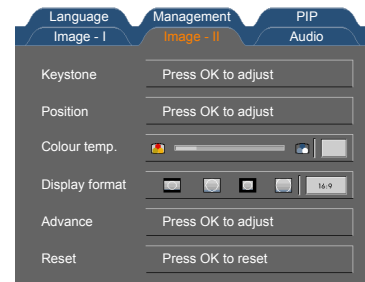 Language Management PIP
Image - I Image - II Audio
Keystone Press OK to adjust
Position Press OK to adjust
Colour temp.
Display format 16:9
Advance Press OK to adjust
Reset Press OK to reset